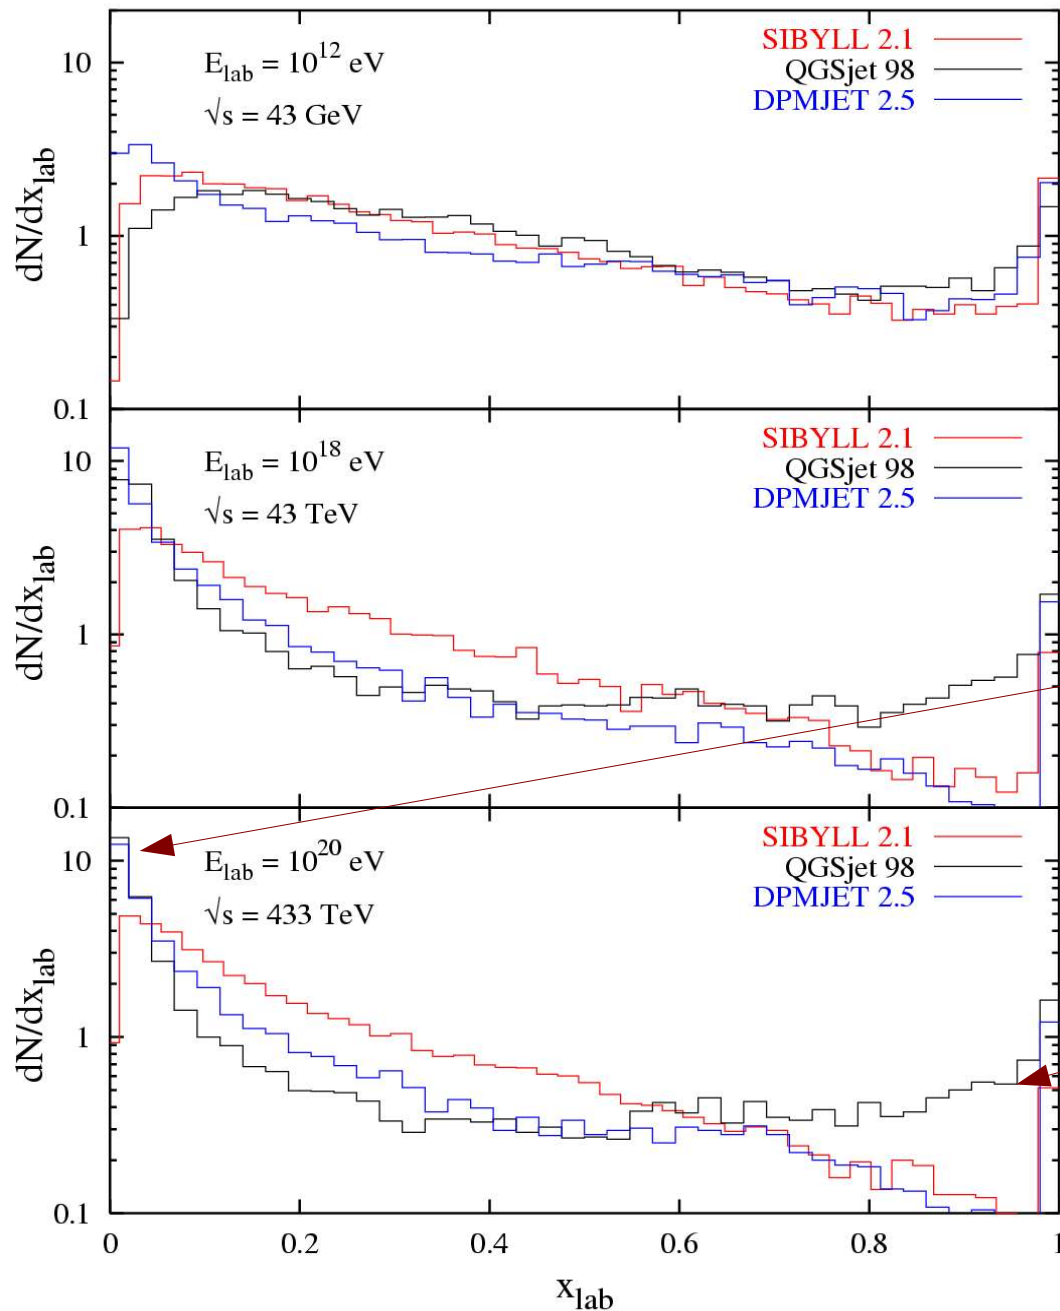 10
1
0.1
dN/dx_lab
E_lab = 10^12 eV
√s = 43 GeV
SIBYLL 2.1
QGSjet 98
DPMJET 2.5
10
1
0.1
dN/dx_lab
E_lab = 10^18 eV
√s = 43 TeV
SIBYLL 2.1
QGSjet 98
DPMJET 2.5
10
1
0.1
dN/dx_lab
E_lab = 10^20 eV
√s = 433 TeV
SIBYLL 2.1
QGSjet 98
DPMJET 2.5
0 0.2 0.4 0.6 0.8 1
x_lab